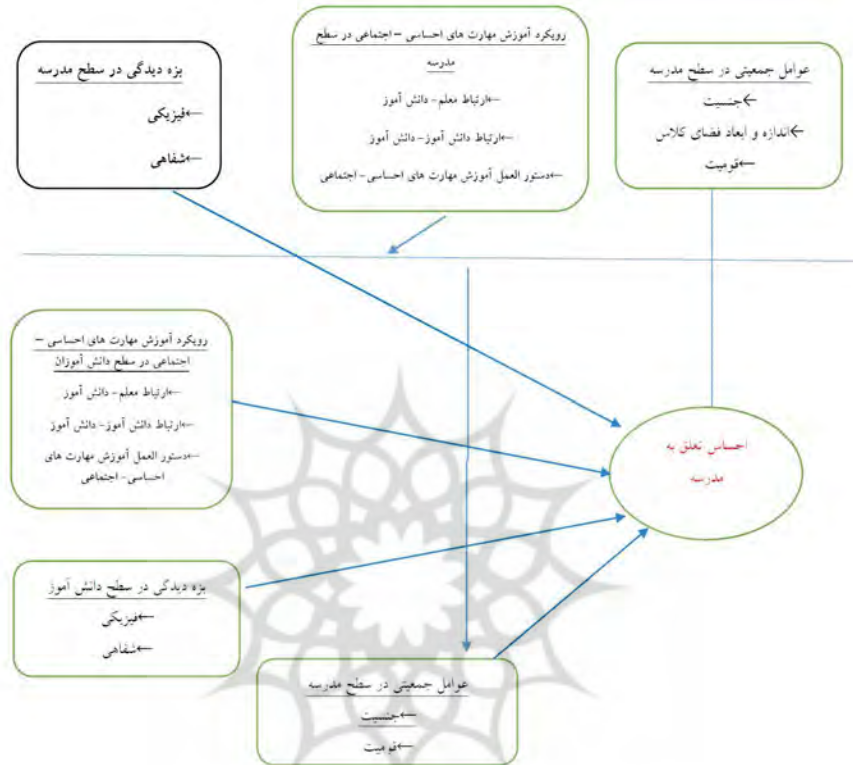 رویکرد آموزش مهارت های احساسی – اجتماعی در سطح
مدرسه
←ارتباط معلم- دانش آموز
←ارتباط دانش آموز- دانش آموز
←دستور العمل آموزش مهارت های احساسی- اجتماعی
عوامل جمعیتی در سطح مدرسه
←جنسیت
←اندازه و ابعاد فضای کلاس
←قومیت
بزه دیدگی در سطح مدرسه
←فیزیکی
←شفاهی
رویکرد آموزش مهارت های احساسی –
اجتماعی در سطح دانش آموزان
←ارتباط معلم- دانش آموز
←ارتباط دانش آموز- دانش آموز
←دستور العمل آموزش مهارت های
احساسی- اجتماعی
احساس تعلق به
مدرسه
بزه دیدگی در سطح دانش آموز
←فیزیکی
←شفاهی
عوامل جمعیتی در سطح مدرسه
←جنسیت
←قومیت